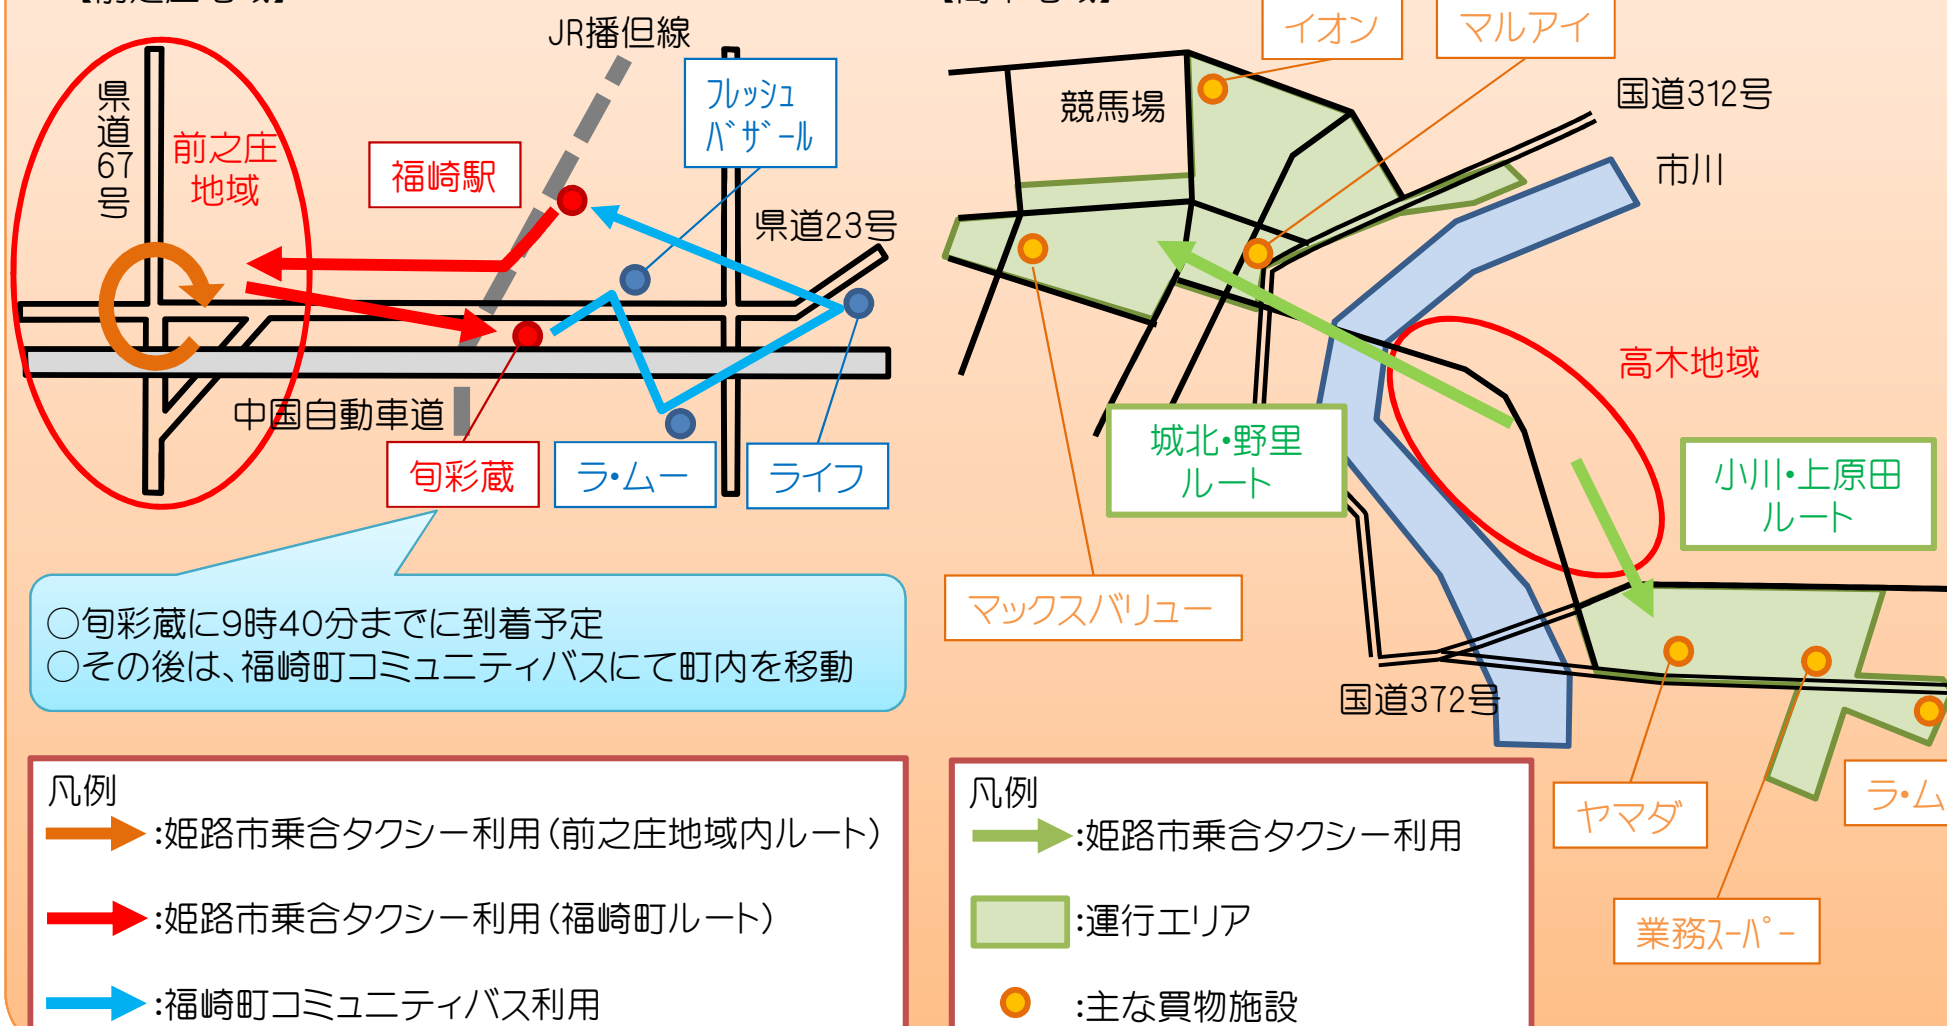 JR播担線
県道67号
前之庄
地域
福崎駅
フレッシュ
バザール
県道23号
中国自動車道
旬彩蔵
ラ・ムー
ライフ
○旬彩蔵に9時40分までに到着予定
○その後は、福崎町コミュニティバスにて町内を移動
凡例
:姫路市乗合タクシー利用(前之庄地域内ルート)
:姫路市乗合タクシー利用(福崎町ルート)
:福崎町コミュニティバス利用
イオン
マルアイ
競馬場
国道312号
市川
高木地域
城北・野里
ルート
小川・上原田
ルート
マックスバリュー
国道372号
ヤマダ
ラ・ム
業務スーパー
凡例
:姫路市乗合タクシー利用
:運行エリア
:主な買物施設